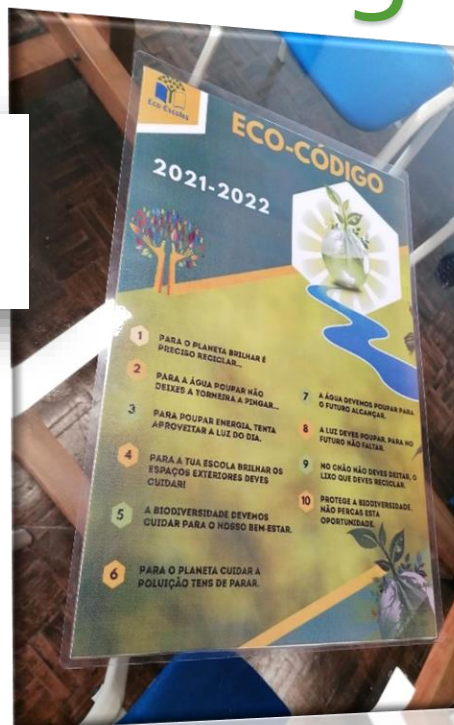 Eco-Escolas
ECO-CÓDIGO
2021-2022
1
PARA O PLANETA BRILHAR É
PRECISO RECICLAR...
2
PARA A ÁGUA POUPAR NÃO
DEIXES A TORNEIRA A PINGAR...
3
PARA POUPAR ENERGIA, TENTA
APROVEITAR A LUZ DO DIA.
4
PARA A TUA ESCOLA BRILHAR OS
ESPAÇOS EXTERIORES DEVES
CUIDAR!
5
A BIODIVERSIDADE DEVEMOS
CUIDAR PARA O NOSSO BEM-ESTAR.
6
PARA O PLANETA CUIDAR A
POLUIÇÃO TENS DE PARAR.
7
A ÁGUA DEVEMOS POUPAR PARA
O FUTURO ALCANÇAR.
8
A LUZ DEVES POUPAR, PARA NO
FUTURO NÃO FALTAR.
9
NO CHÃO NÃO DEVES DEITAR, O
LIXO QUE DEVES RECICLAR.
10
PROTEGE A BIODIVERSIDADE,
NÃO PERCAS ESTA
OPORTUNIDADE.